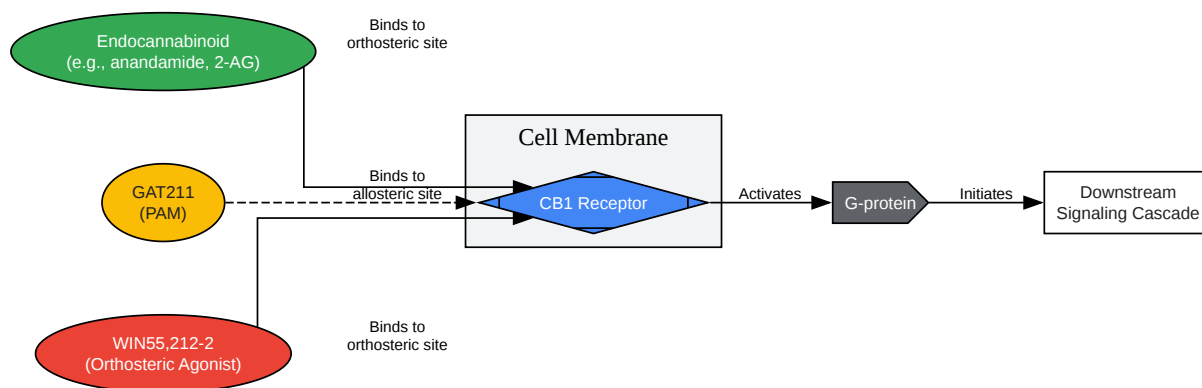 Endocannabinoid
(e.g., anandamide, 2-AG)
Binds to
orthosteric site
Cell Membrane
GAT211
(PAM)
Binds to
allosteric site
CB1 Receptor
Activates
G-protein
Initiates
Downstream
Signaling Cascade
WIN55,212-2
(Orthosteric Agonist)
Binds to
orthosteric site